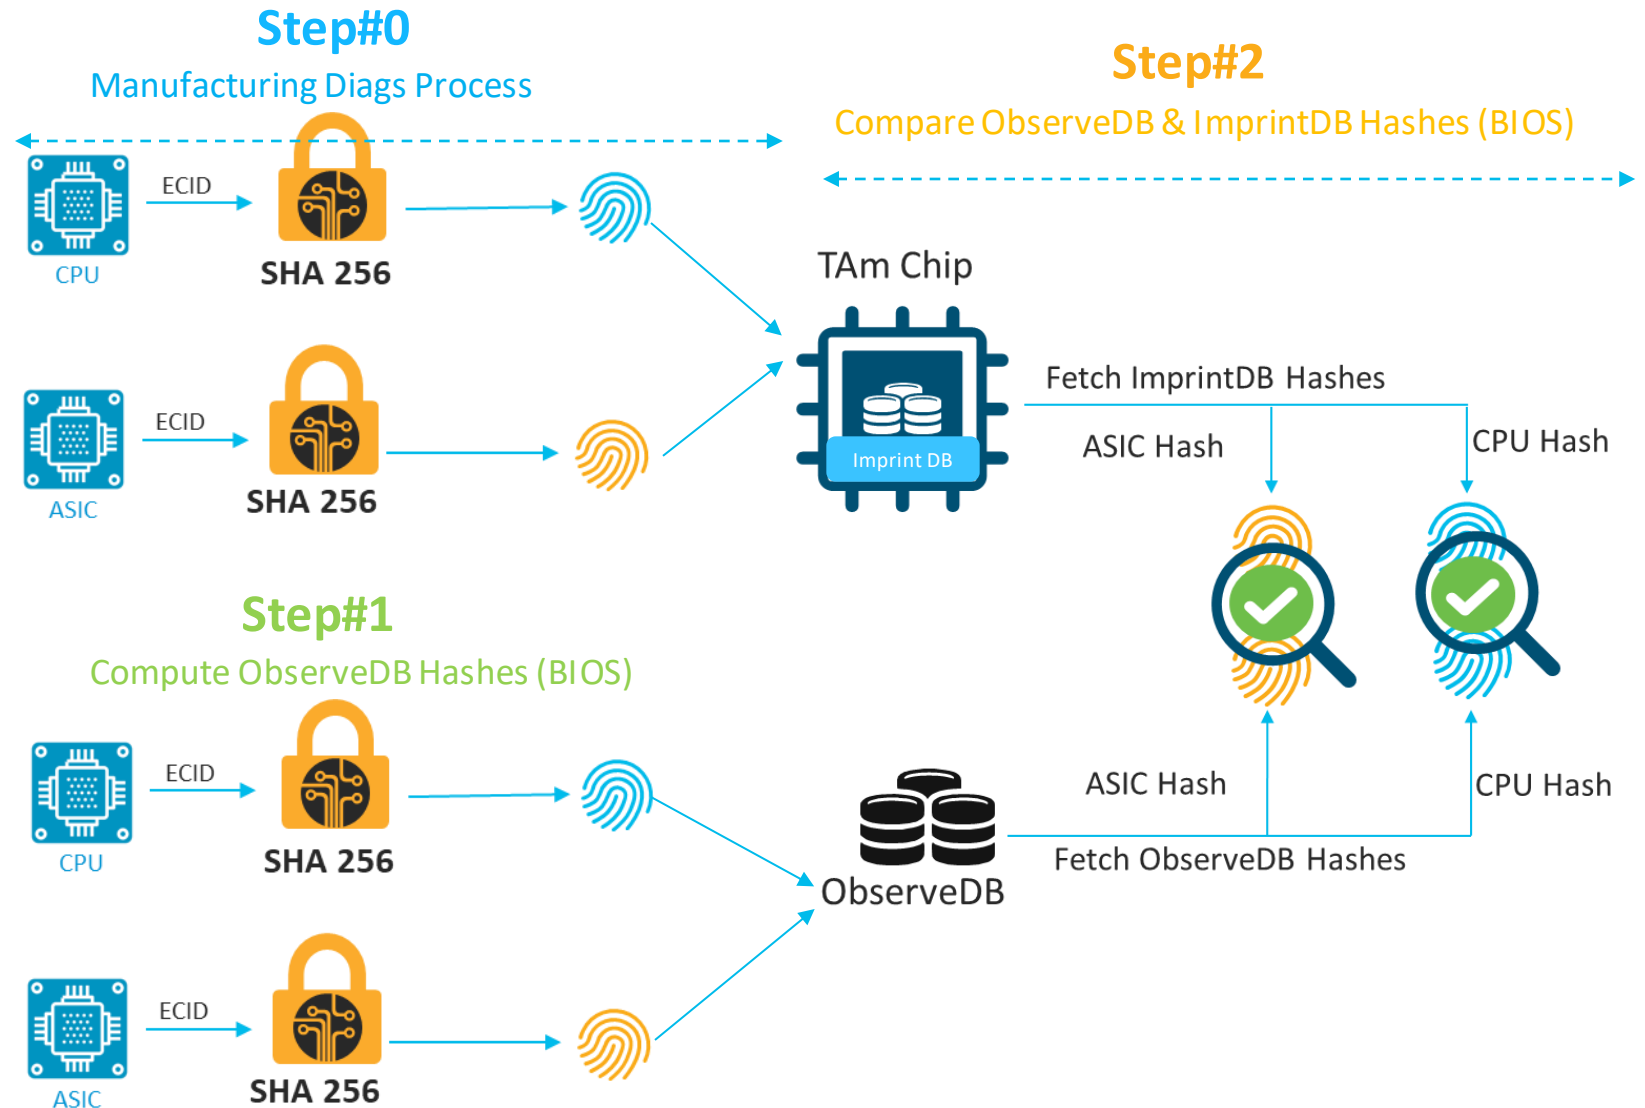 Step#0
Manufacturing Diags Process
ECID
CPU
SHA 256
ECID
ASIC
SHA 256
Step#1
Compute ObserveDB Hashes (BIOS)
ECID
CPU
SHA 256
ECID
ASIC
SHA 256
Step#2
Compare ObserveDB & ImprintDB Hashes (BIOS)
TAm Chip
Imprint DB
Fetch ImprintDB Hashes
ASIC Hash
CPU Hash
ObserveDB
ASIC Hash
CPU Hash
Fetch ObserveDB Hashes